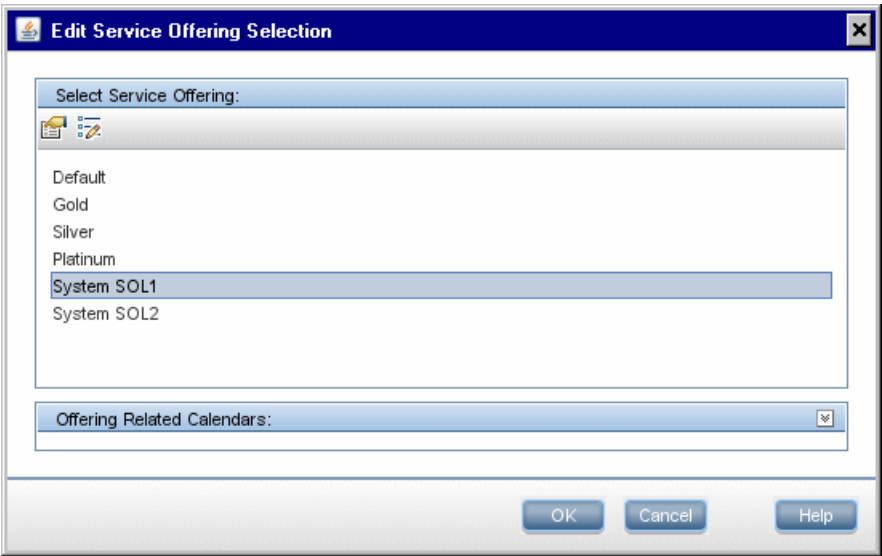 Edit Service Offering Selection
Select Service Offering:
Default
Gold
Silver
Platinum
System SOL1
System SOL2
Offering Related Calendars:
OK Cancel Help